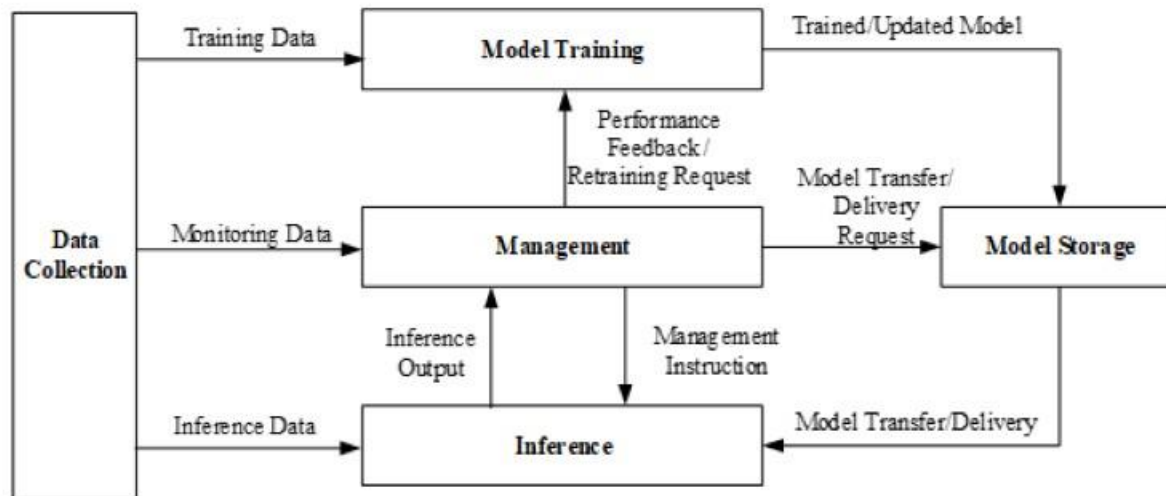 Training Data
Model Training
Trained/Updated Model
Performance
Feedback/
Retraining Request
Model Transfer/
Delivery
Request
Data
Collection
Monitoring Data
Management
Model Storage
Inference
Output
Management
Instruction
Inference Data
Inference
Model Transfer/Delivery